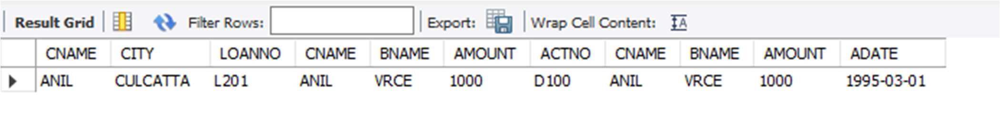 Result Grid Filter Rows: Export: Wrap Cell Content: IA
CNAME CITY LOANNO CNAME BNAME AMOUNT ACTNO CNAME BNAME AMOUNT ADATE
ANIL CULCATTA L201 ANIL VRCE 1000 D100 ANIL VRCE 1000 1995-03-01